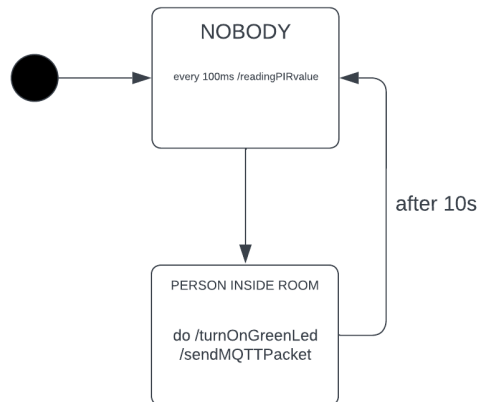 NOBODY
every 100ms /readingPIRvalue
after 10s
PERSON INSIDE ROOM
do /turnOnGreenLed
/sendMQTTPacket